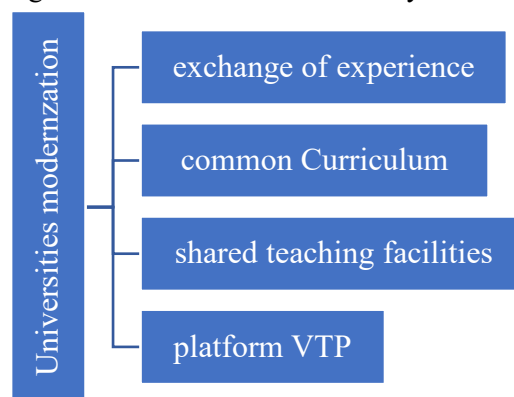 Universities modernzation
exchange of experience
common Curriculum
shared teaching facilities
platform VTP